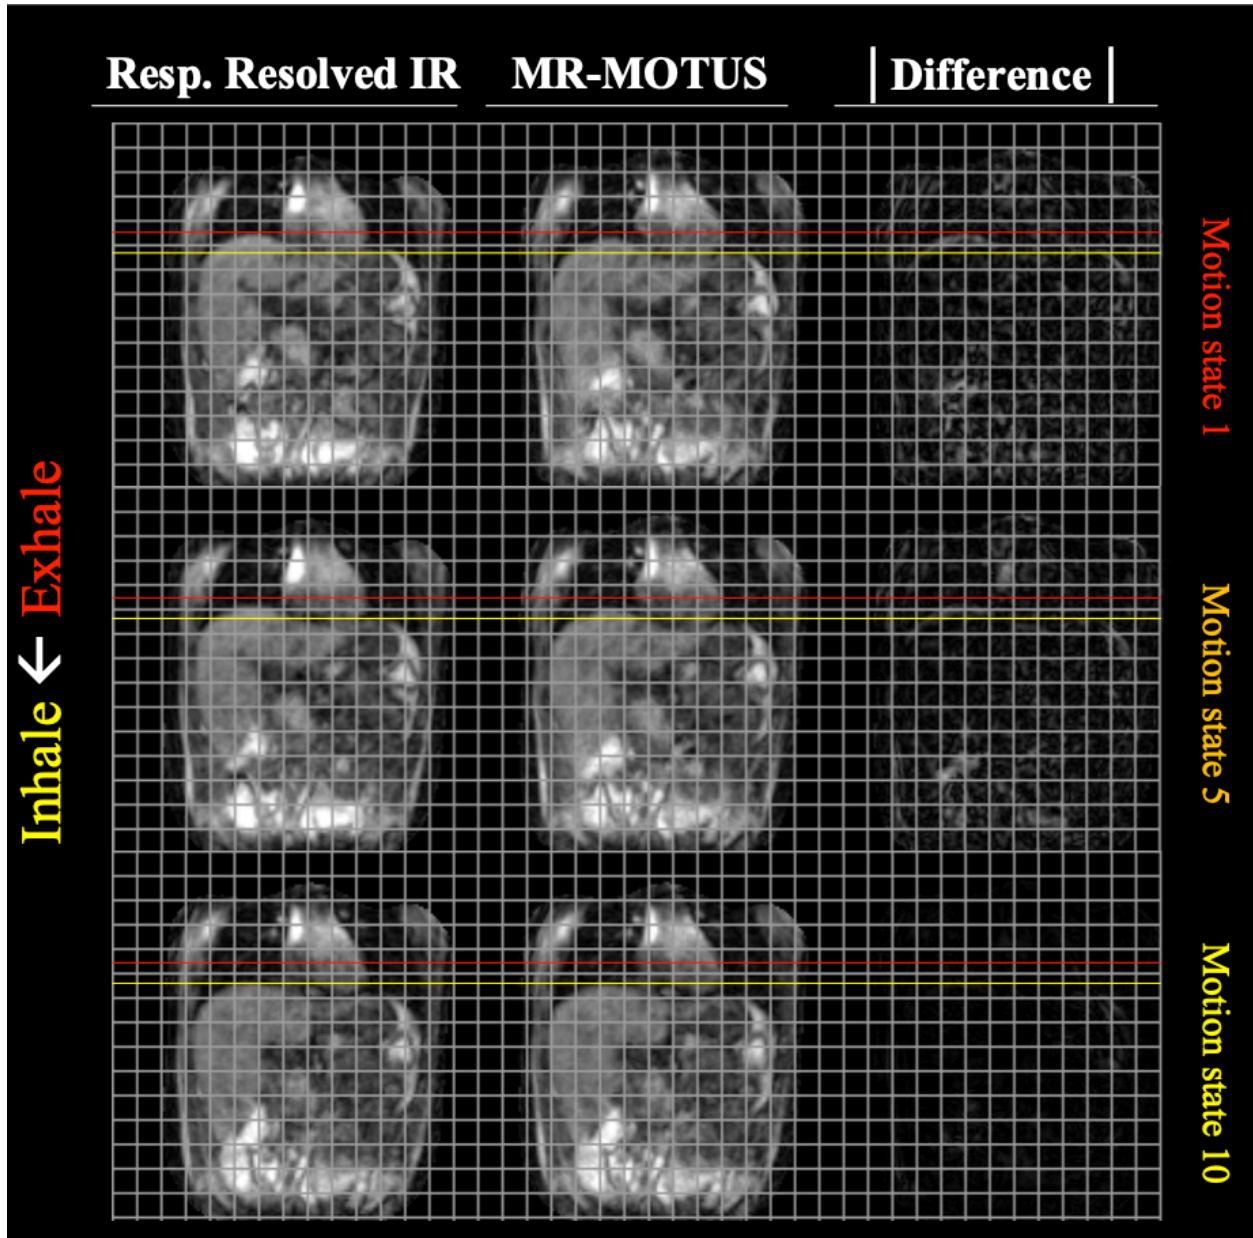 Resp. Resolved IR
MR-MOTUS
| Difference |
Motion state 1
Motion state 5
Motion state 10
Inhale ← Exhale